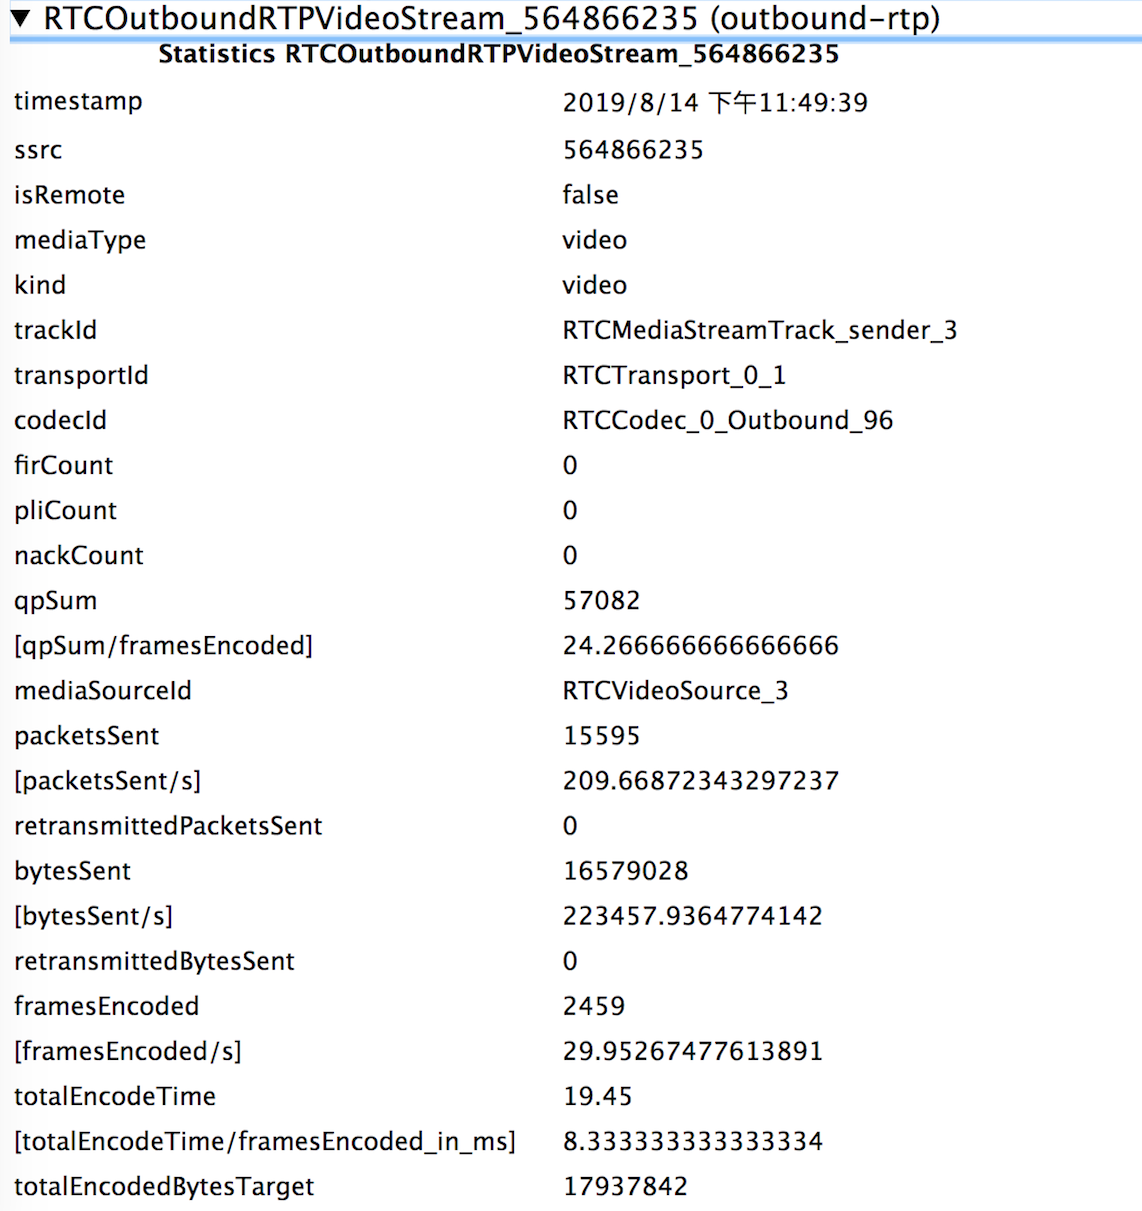 ▼ RTCOutboundRTPVideoStream_564866235 (outbound-rtp)
Statistics RTCOutboundRTPVideoStream_564866235
timestamp 2019/8/14 下午11:49:39
ssrc 564866235
isRemote false
mediaType video
kind video
trackId RTCMediaStreamTrack_sender_3
transportId RTCTransport_0_1
codecId RTCCodec_0_Outbound_96
firCount 0
pliCount 0
nackCount 0
qpSum 57082
[qpSum/framesEncoded] 24.266666666666666
mediaSourceId RTCVideoSource_3
packetsSent 15595
[packetsSent/s] 209.66872343297237
retransmittedPacketsSent 0
bytesSent 16579028
[bytesSent/s] 223457.9364774142
retransmittedBytesSent 0
framesEncoded 2459
[framesEncoded/s] 29.95267477613891
totalEncodeTime 19.45
[totalEncodeTime/framesEncoded_in_ms] 8.333333333333334
totalEncodedBytesTarget 17937842